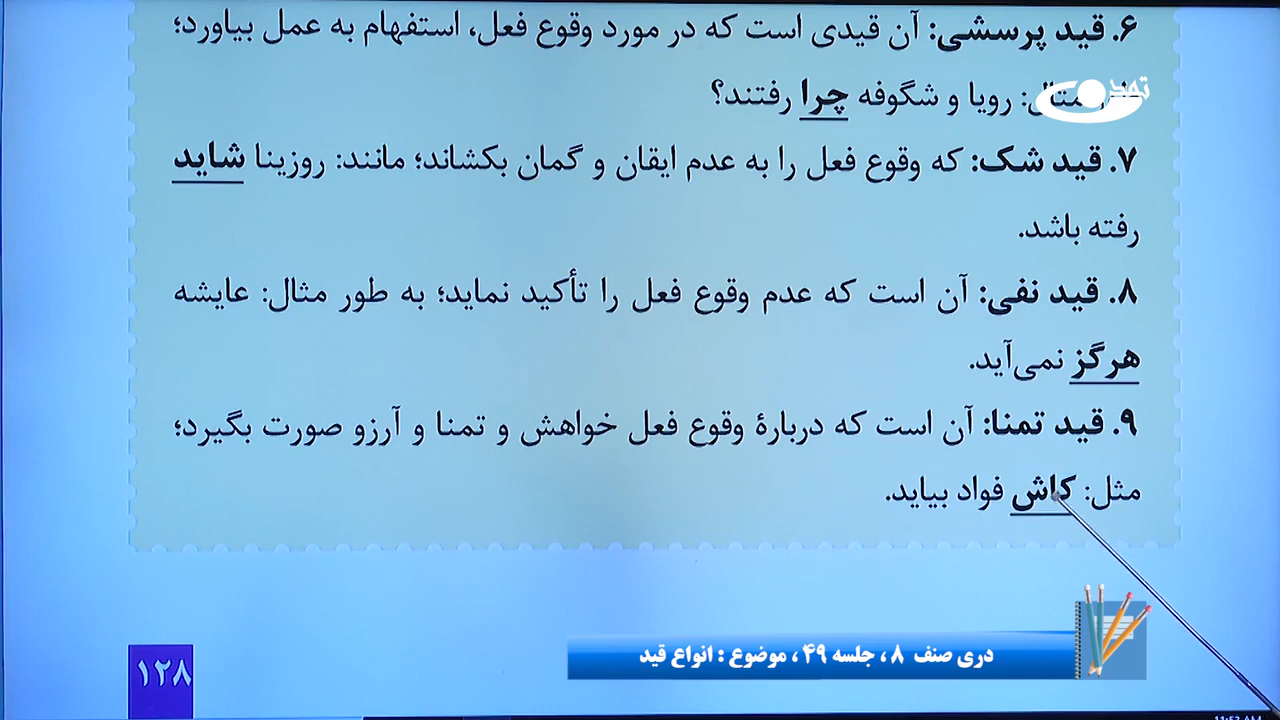 ۶. قید پرسشی: آن قیدی است که در مورد وقوع فعل، استفهام به عمل بیاورد؛
تمدن
مثال: رویا و شگوفه چرا رفتند؟
۷. قید شک: که وقوع فعل را به عدم ایقان و گمان بکشاند؛ مانند: روزینا شاید
رفته باشد.
۸. قید نفی: آن است که عدم وقوع فعل را تأکید نماید؛ به طور مثال: عایشه
هرگز نمی‌آید.
۹. قید تمنا: آن است که دربارۀ وقوع فعل خواهش و تمنا و آرزو صورت بگیرد؛
مثل: کاش فواد بیاید.
دری صنف ۸، جلسه ۴۹، موضوع : انواع قید
۱۲۸